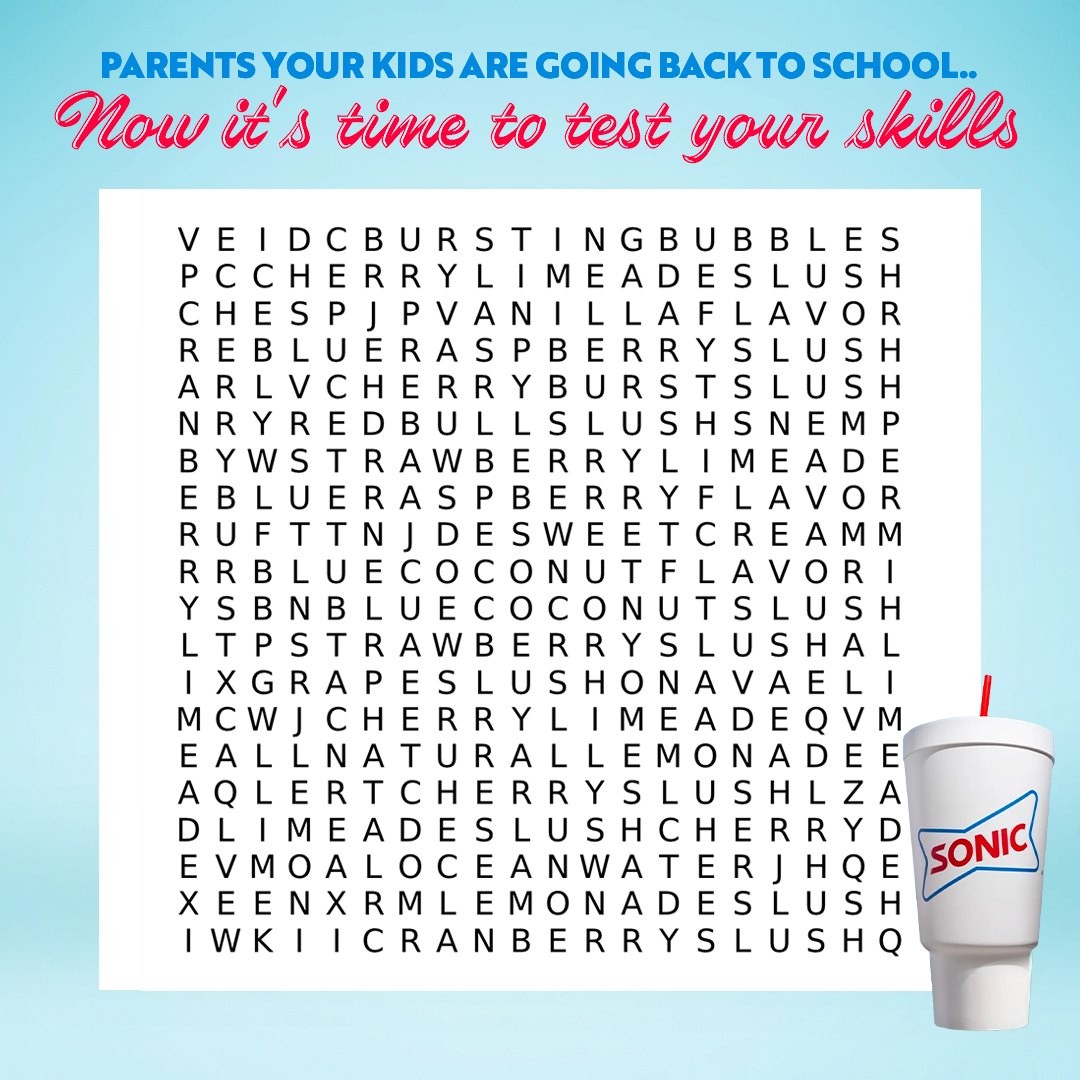 PARENTS YOUR KIDS ARE GOING BACK TO SCHOOL..
Now it's time to test your skills
V E I D C B U R S T I N G B U B B L E S
P C C H E R R Y L I M E A D E S L U S H
C H E S P J P V A N I L L A F L A V O R
R E B L U E R A S P B E R R Y S L U S H
A R L V C H E R R Y B U R S T S L U S H
N R Y R E D B U L L S L U S H S N E M P
B Y W S T R A W B E R R Y L I M E A D E
E B L U E R A S P B E R R Y F L A V O R
R U F T T N J D E S W E E T C R E A M M
R R B L U E C O C O N U T F L A V O R I
Y S B N B L U E C O C O N U T S L U S H
L T P S T R A W B E R R Y S L U S H A L
I X G R A P E S L U S H O N A V A E L I
M C W J C H E R R Y L I M E A D E Q V M
E A L L N A T U R A L L E M O N A D E E
A Q L E R T C H E R R Y S L U S H L Z A
D L I M E A D E S L U S H C H E R R Y D
E V M O A L O C E A N W A T E R J H Q E
X E E N X R M L E M O N A D E S L U S H
I W K I I C R A N B E R R Y S L U S H Q
SONIC